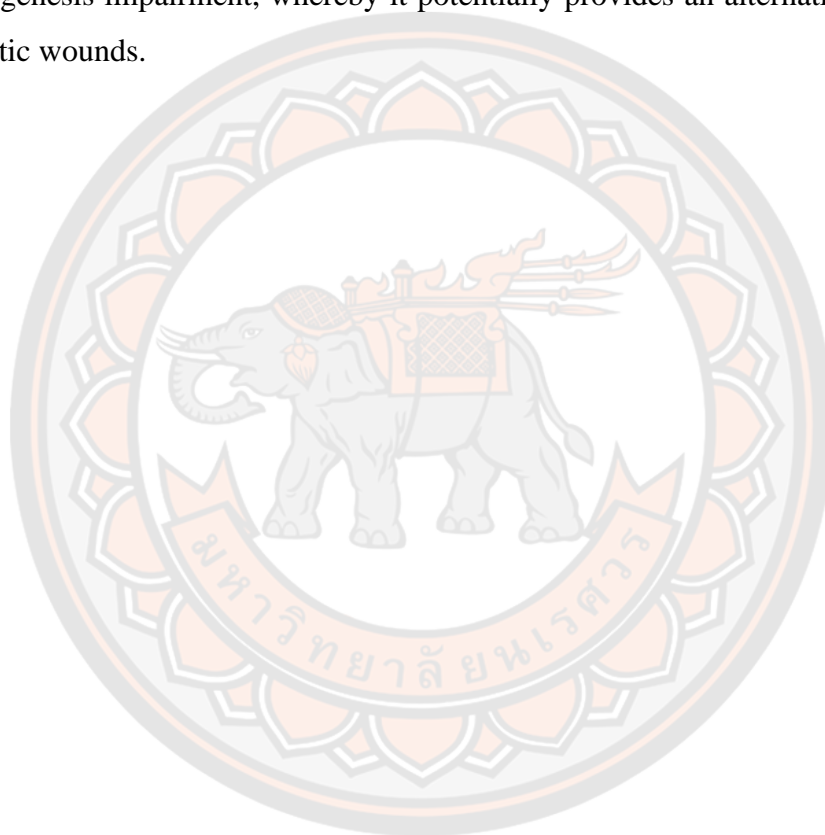 genesis impairment, whereby it potentially provides an alternat
tic wounds.
มหาวิทยาลัยนเรศวร